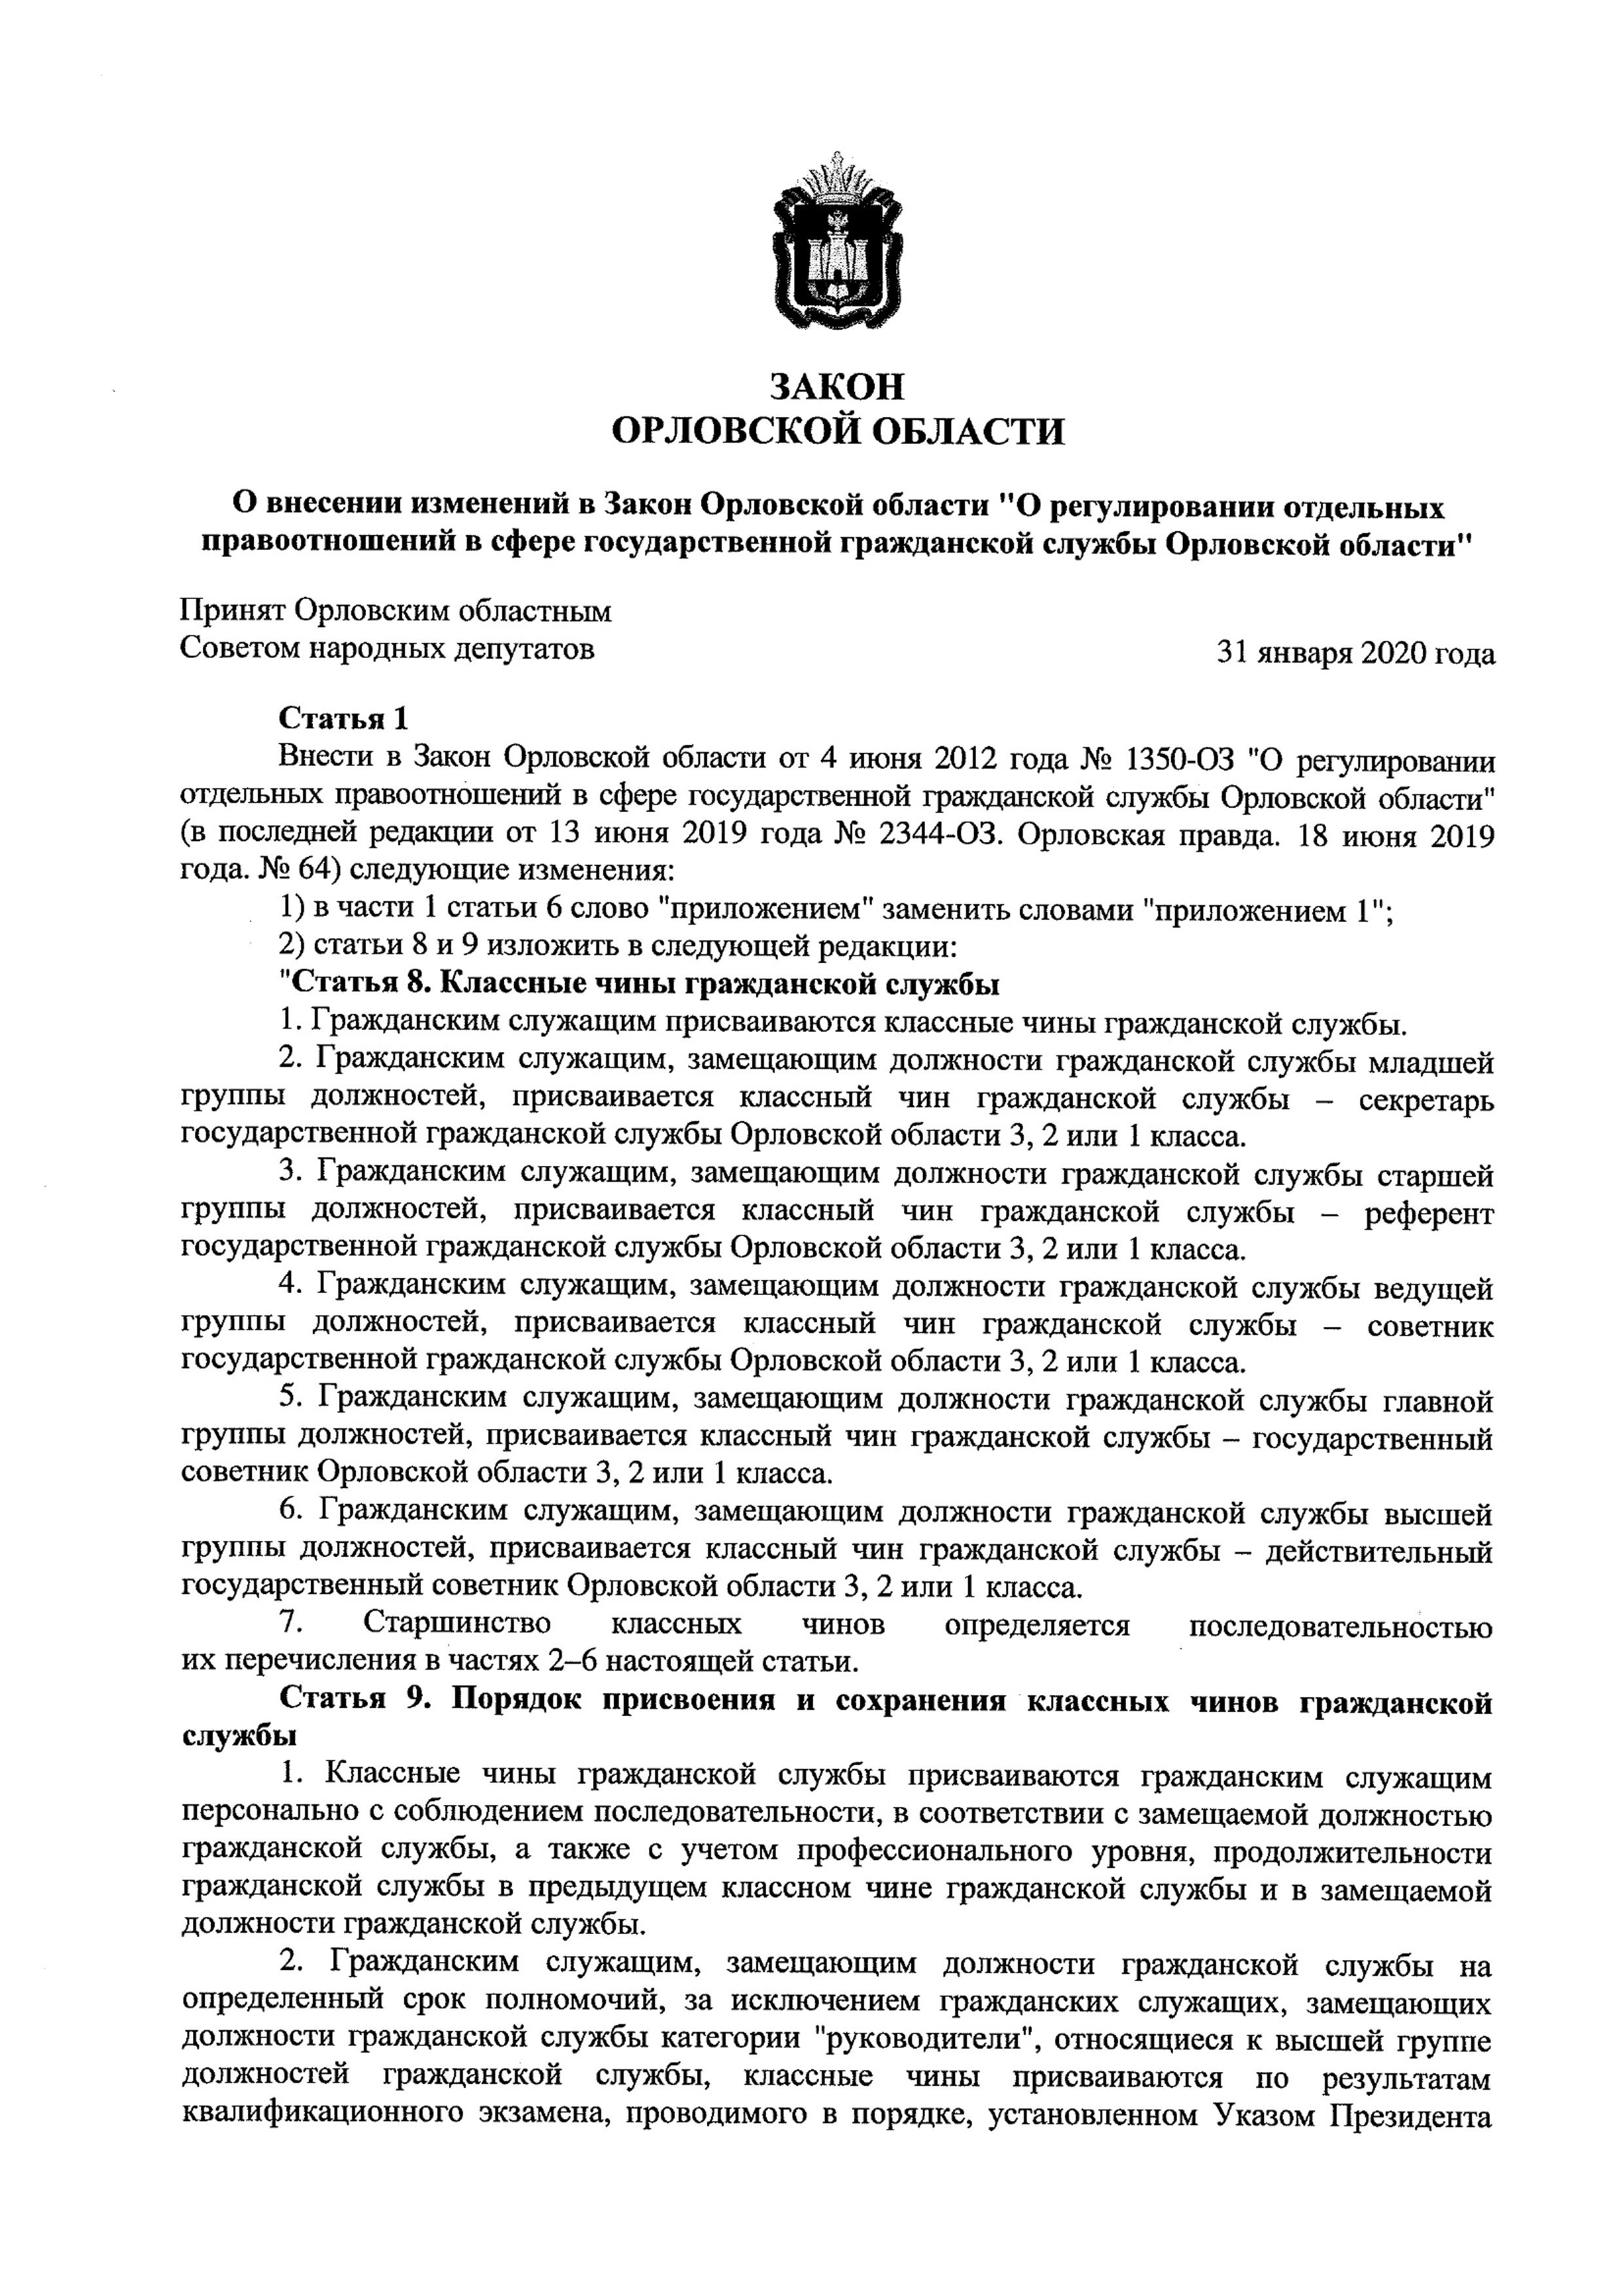 ЗАКОН
ОРЛОВСКОЙ ОБЛАСТИ
О внесении изменений в Закон Орловской области "О регулировании отдельных
правоотношений в сфере государственной гражданской службы Орловской области"
Принят Орловским областным
Советом народных депутатов 31 января 2020 года
Статья 1
Внести в Закон Орловской области от 4 июня 2012 года № 1350-ОЗ "О регулировании
отдельных правоотношений в сфере государственной гражданской службы Орловской области"
(в последней редакции от 13 июня 2019 года № 2344-ОЗ. Орловская правда. 18 июня 2019
года. № 64) следующие изменения:
1) в части 1 статьи 6 слово "приложением" заменить словами "приложением 1";
2) статьи 8 и 9 изложить в следующей редакции:
"Статья 8. Классные чины гражданской службы
1. Гражданским служащим присваиваются классные чины гражданской службы.
2. Гражданским служащим, замещающим должности гражданской службы младшей
группы должностей, присваивается классный чин гражданской службы – секретарь
государственной гражданской службы Орловской области 3, 2 или 1 класса.
3. Гражданским служащим, замещающим должности гражданской службы старшей
группы должностей, присваивается классный чин гражданской службы – референт
государственной гражданской службы Орловской области 3, 2 или 1 класса.
4. Гражданским служащим, замещающим должности гражданской службы ведущей
группы должностей, присваивается классный чин гражданской службы – советник
государственной гражданской службы Орловской области 3, 2 или 1 класса.
5. Гражданским служащим, замещающим должности гражданской службы главной
группы должностей, присваивается классный чин гражданской службы – государственный
советник Орловской области 3, 2 или 1 класса.
6. Гражданским служащим, замещающим должности гражданской службы высшей
группы должностей, присваивается классный чин гражданской службы – действительный
государственный советник Орловской области 3, 2 или 1 класса.
7. Старшинство классных чинов определяется последовательностью
их перечисления в частях 2–6 настоящей статьи.
Статья 9. Порядок присвоения и сохранения классных чинов гражданской
службы
1. Классные чины гражданской службы присваиваются гражданским служащим
персонально с соблюдением последовательности, в соответствии с замещаемой должностью
гражданской службы, а также с учетом профессионального уровня, продолжительности
гражданской службы в предыдущем классном чине гражданской службы и в замещаемой
должности гражданской службы.
2. Гражданским служащим, замещающим должности гражданской службы на
определенный срок полномочий, за исключением гражданских служащих, замещающих
должности гражданской службы категории "руководители", относящиеся к высшей группе
должностей гражданской службы, классные чины присваиваются по результатам
квалификационного экзамена, проводимого в порядке, установленном Указом Президента